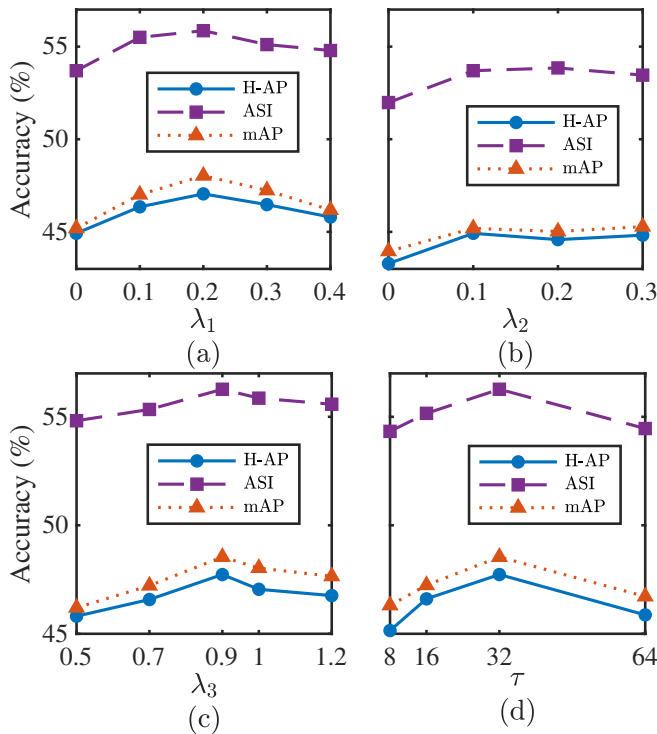 Accuracy (%)
55
50
45
H-AP
ASI
mAP
0 0.1 0.2 0.3 0.4
λ1
(a)
H-AP
ASI
mAP
0 0.1 0.2 0.3
λ2
(b)
Accuracy (%)
55
50
45
H-AP
ASI
mAP
0.5 0.7 0.9 1 1.2
λ3
(c)
H-AP
ASI
mAP
8 16 32 64
τ
(d)